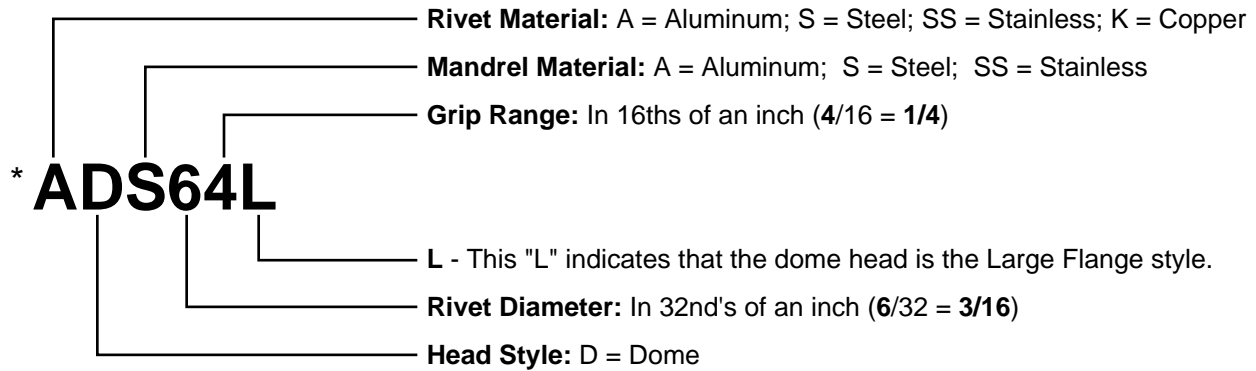 Rivet Material: A = Aluminum; S = Steel; SS = Stainless; K = Copper
Mandrel Material: A = Aluminum; S = Steel; SS = Stainless
Grip Range: In 16ths of an inch (4/16 = 1/4)
* ADS64L
L - This "L" indicates that the dome head is the Large Flange style.
Rivet Diameter: In 32nd's of an inch (6/32 = 3/16)
Head Style: D = Dome